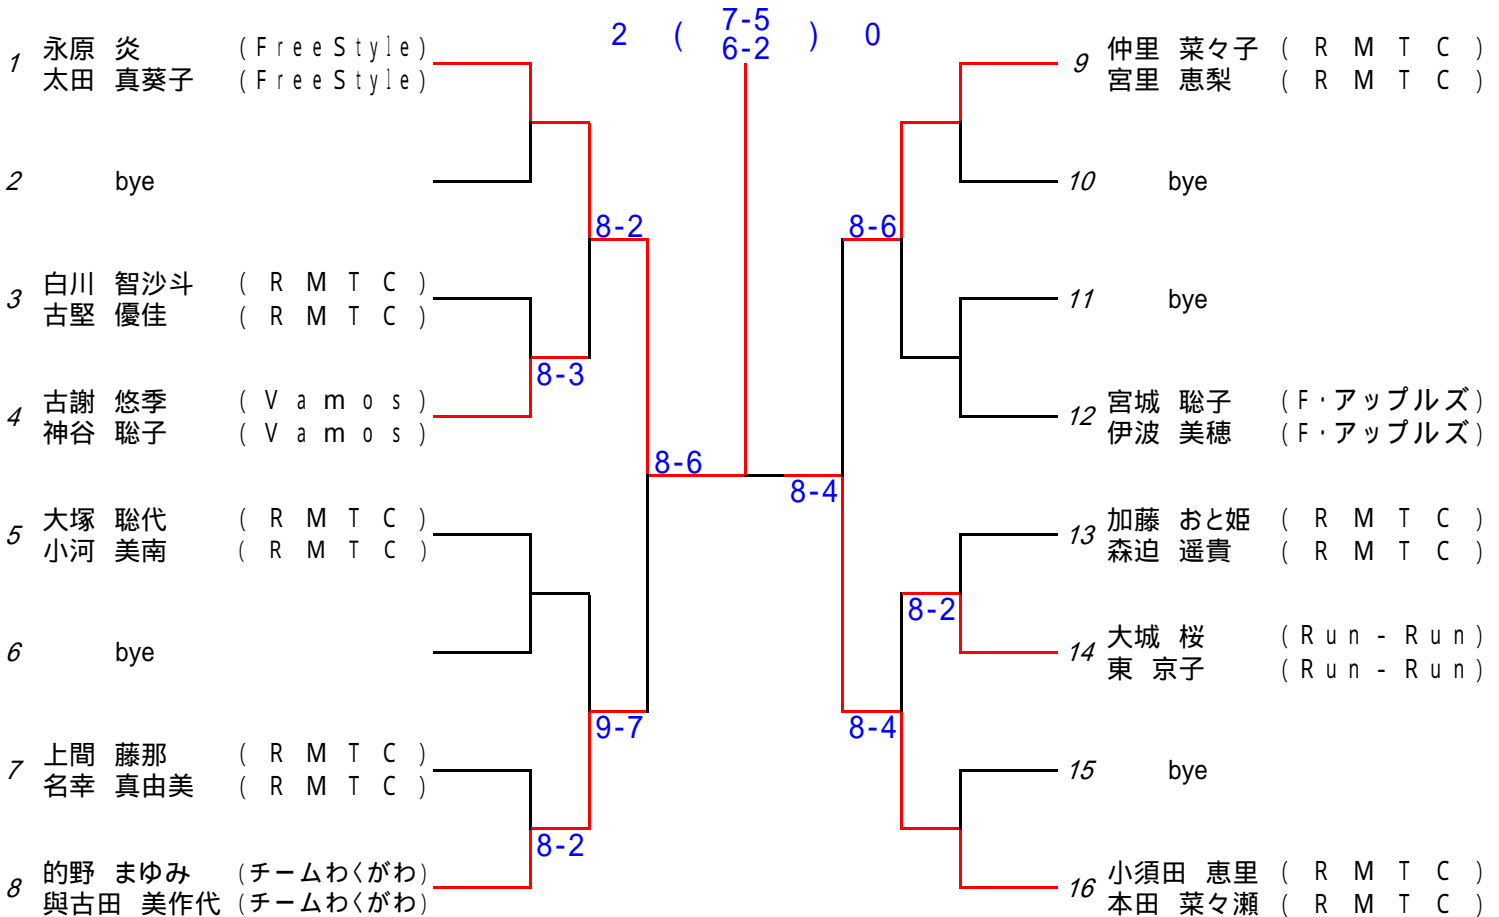 2 ( 7-5 6-2 ) 0
1 永原 炎 (FreeStyle)
太田 真葵子 (FreeStyle)
2 bye
8-2
3 白川 智沙斗 (RMTC)
古堅 優佳 (RMTC)
8-3
4 古謝 悠季 (Vamos)
神谷 聡子 (Vamos)
8-6
5 大塚 聡代 (RMTC)
小河 美南 (RMTC)
6 bye
9-7
7 上間 藤那 (RMTC)
名幸 真由美 (RMTC)
8-2
8 的野 まゆみ (チームわくがわ)
與古田 美作代 (チームわくがわ)
9 仲里 菜々子 (RMTC)
宮里 恵梨 (RMTC)
10 bye
8-6
11 bye
12 宮城 聡子 (F・アップルズ)
伊波 美穂 (F・アップルズ)
8-4
13 加藤 おと姫 (RMTC)
森迫 遥貴 (RMTC)
8-2
14 大城 桜 (Run-Run)
東 京子 (Run-Run)
8-4
15 bye
16 小須田 恵里 (RMTC)
本田 菜々瀬 (RMTC)